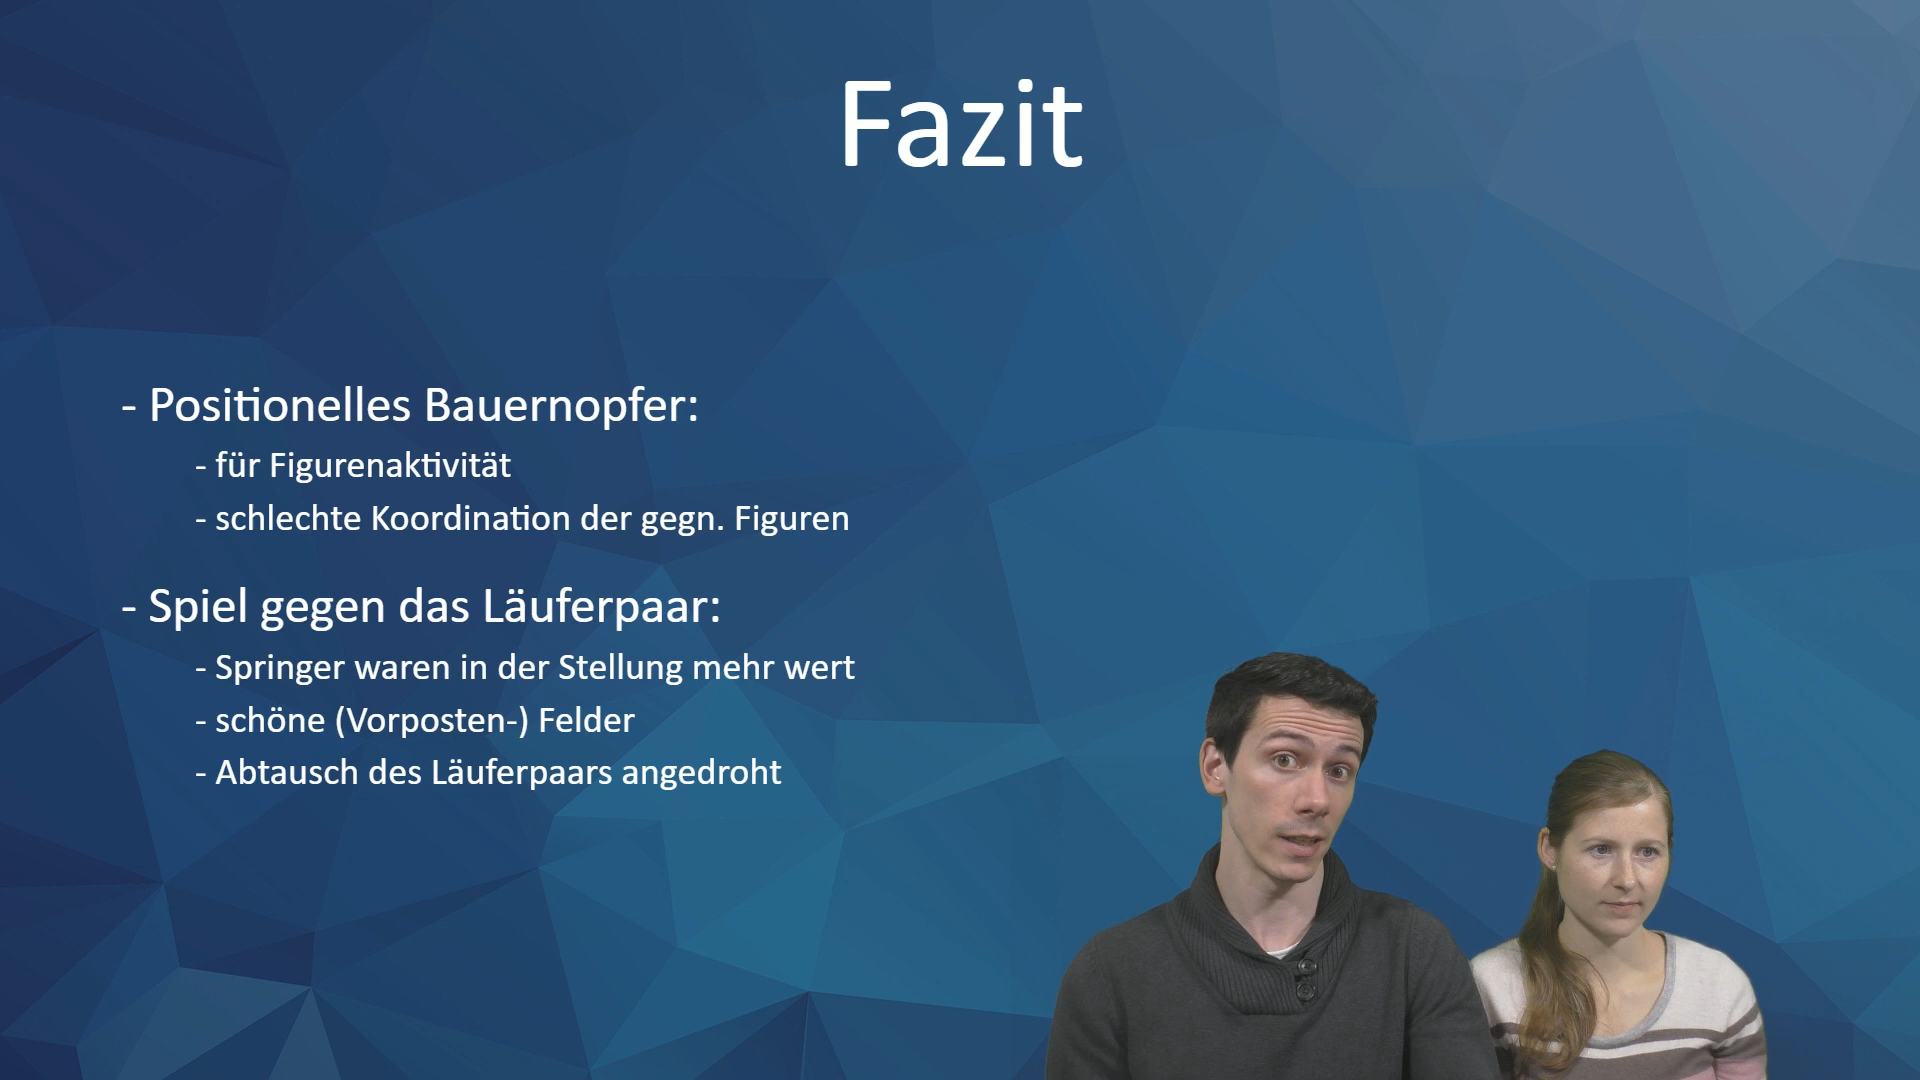 Fazit
- Positionelles Bauernopfer:
- für Figurenaktivität
- schlechte Koordination der gegn. Figuren
- Spiel gegen das Läuferpaar:
- Springer waren in der Stellung mehr wert
- schöne (Vorposten-) Felder
- Abtausch des Läuferpaars angedroht